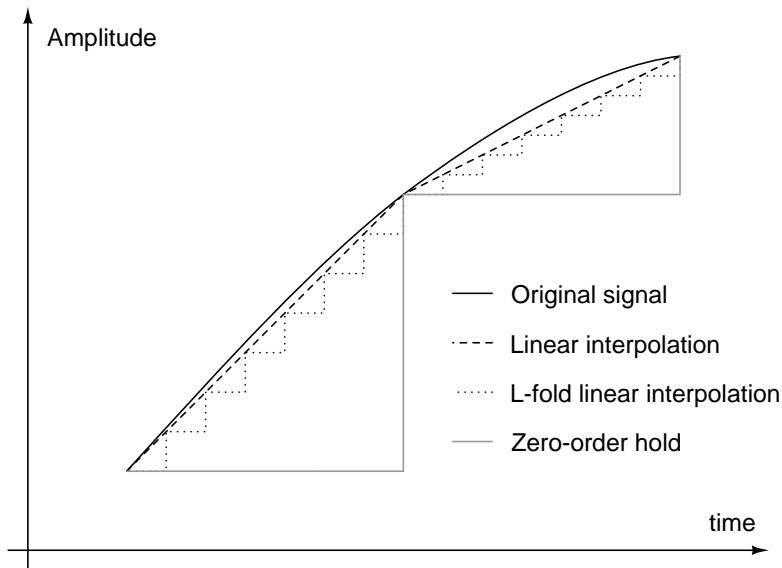 Amplitude
Original signal
Linear interpolation
L-fold linear interpolation
Zero-order hold
time